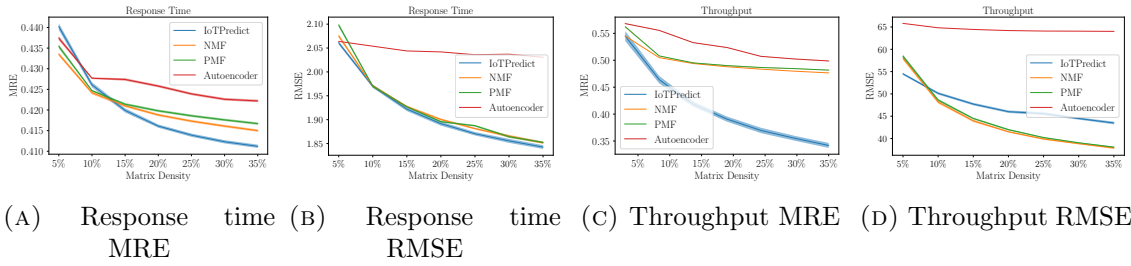 Response Time
MRE
0.440
0.435
0.430
0.425
0.420
0.415
0.410
IoTPredict
NMF
PMF
Autoencoder
5% 10% 15% 20% 25% 30% 35%
Matrix Density
(A) Response time MRE
Response Time
RMSE
2.10
2.05
2.00
1.95
1.90
1.85
IoTPredict
NMF
PMF
Autoencoder
5% 10% 15% 20% 25% 30% 35%
Matrix Density
(B) Response time RMSE
Throughput
MRE
0.55
0.50
0.45
0.40
0.35
IoTPredict
NMF
PMF
Autoencoder
5% 10% 15% 20% 25% 30% 35%
Matrix Density
(C) Throughput MRE
Throughput
RMSE
65
60
55
50
45
40
IoTPredict
NMF
PMF
Autoencoder
5% 10% 15% 20% 25% 30% 35%
Matrix Density
(D) Throughput RMSE